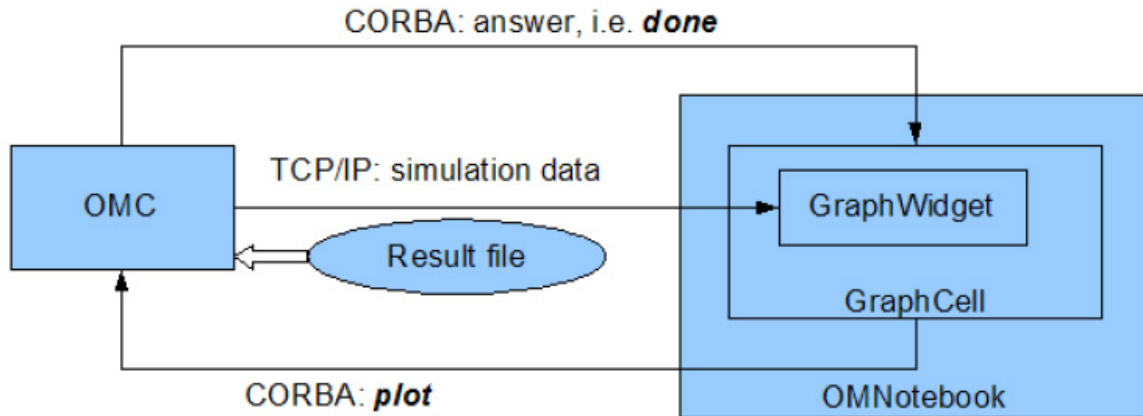 CORBA: answer, i.e. done
TCP/IP: simulation data
OMC
GraphWidget
Result file
GraphCell
CORBA: plot
OMNotebook